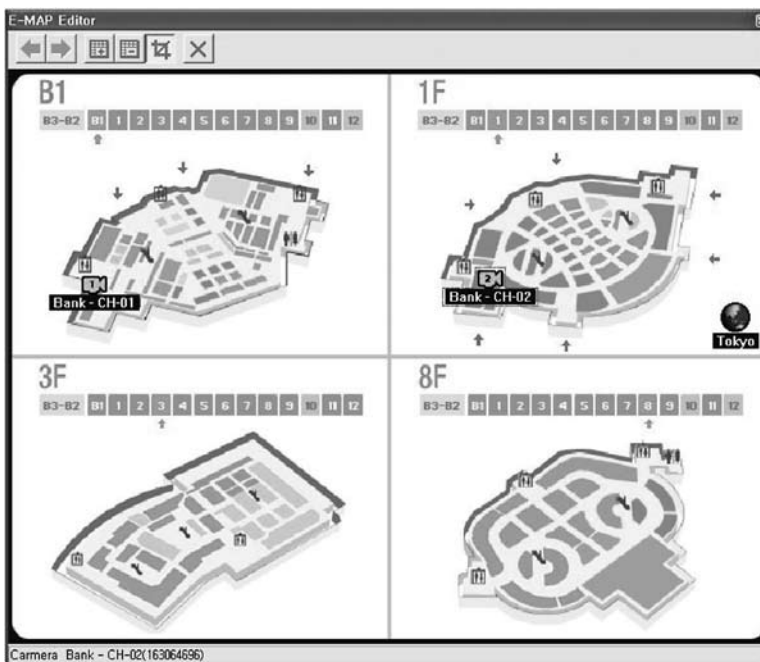 E-MAP Editor
B1
B3-B2 B1 1 2 3 4 5 6 7 8 9 10 11 12
1
Bank - CH-01
1F
B3-B2 B1 1 2 3 4 5 6 7 8 9 10 11 12
2
Bank - CH-02
Tokyo
3F
B3-B2 B1 1 2 3 4 5 6 7 8 9 10 11 12
8F
B3-B2 B1 1 2 3 4 5 6 7 8 9 10 11 12
Carmera Bank - CH-02(163064696)